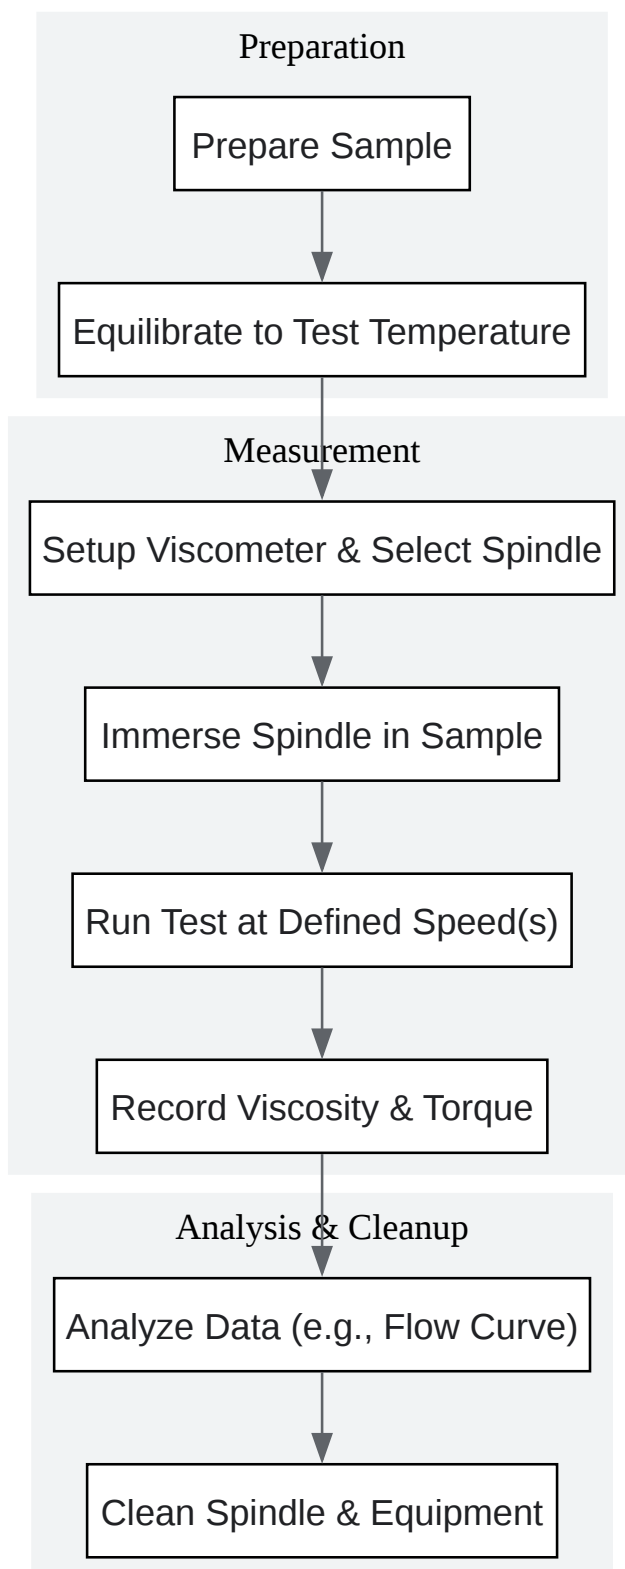 Preparation
Prepare Sample
Equilibrate to Test Temperature
Measurement
Setup Viscometer & Select Spindle
Immerse Spindle in Sample
Run Test at Defined Speed(s)
Record Viscosity & Torque
Analysis & Cleanup
Analyze Data (e.g., Flow Curve)
Clean Spindle & Equipment